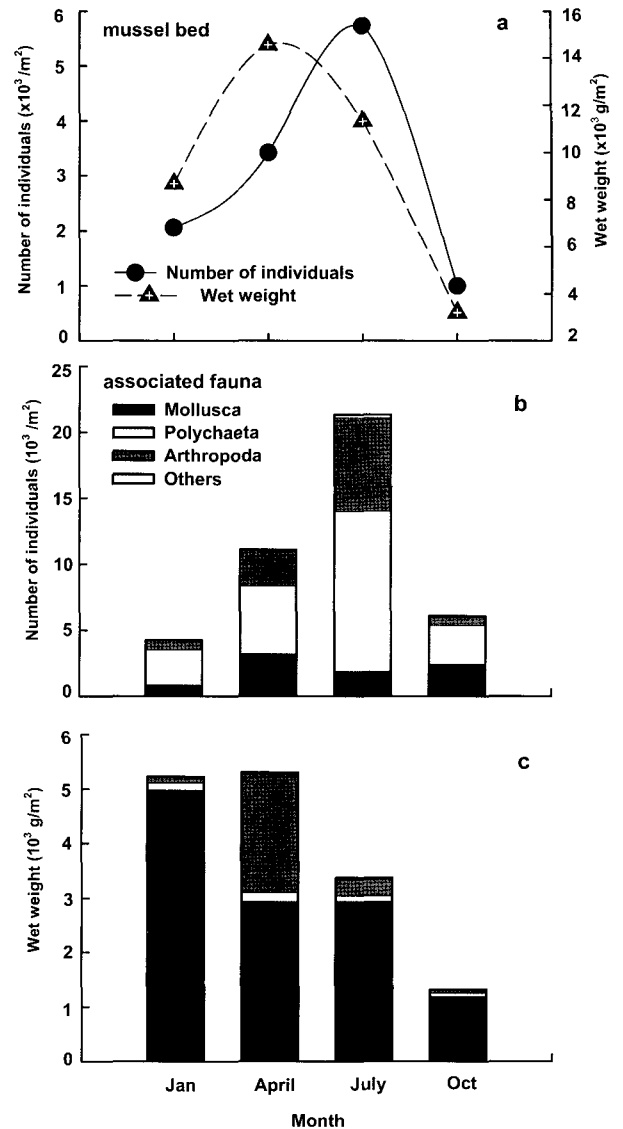 mussel bed
a
Number of individuals (x10³/m²)
6
5
4
3
2
1
0
Wet weight (x10³ g/m²)
16
14
12
10
8
6
4
2
Number of individuals
Wet weight
associated fauna
b
Mollusca
Polychaeta
Arthropoda
Others
Number of individuals (10³/m²)
25
20
15
10
5
0
c
Wet weight (10³ g/m²)
6
5
4
3
2
1
0
Jan April July Oct
Month